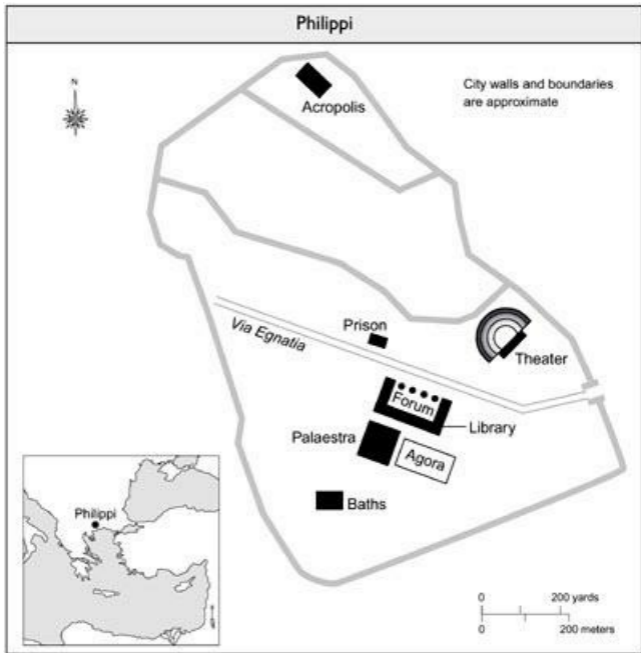 Philippi
N
City walls and boundaries
are approximate
Acropolis
Prison
Via Egnatia
Theater
Forum
Library
Palaestra
Agora
Baths
Philippi
0 200 yards
0 200 meters